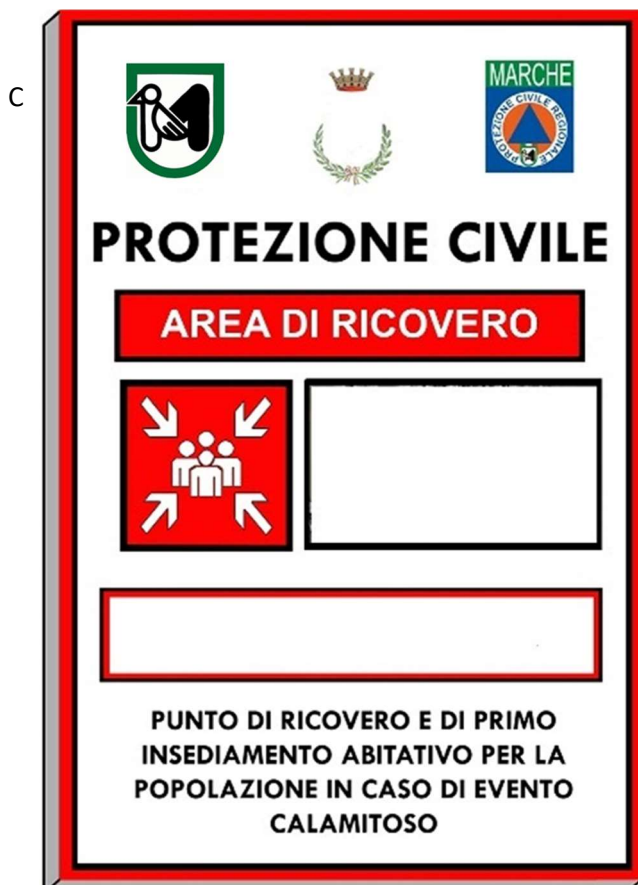 C
MARCHE
PROTEZIONE CIVILE REGIONALE
PROTEZIONE CIVILE
AREA DI RICOVERO
PUNTO DI RICOVERO E DI PRIMO
INSEDIAMENTO ABITATIVO PER LA
POPOLAZIONE IN CASO DI EVENTO
CALAMITOSO